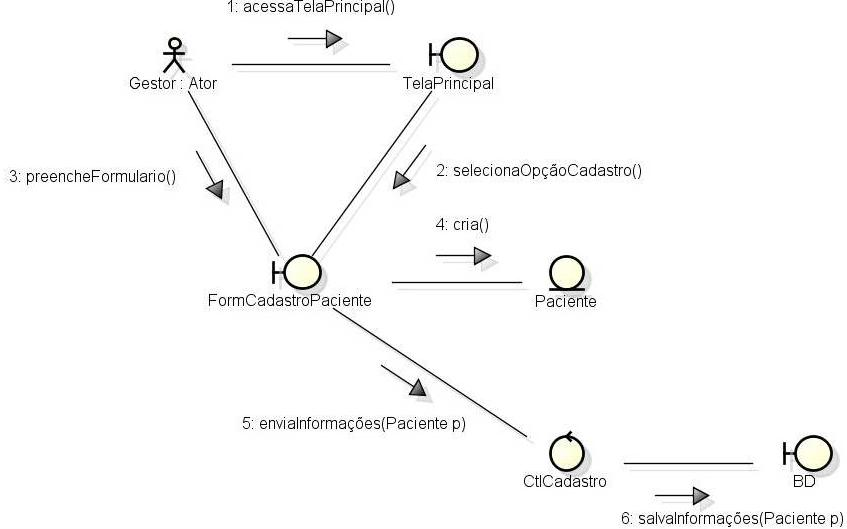 1: acessaTelaPrincipal()
Gestor : Ator
TelaPrincipal
3: preencheFormulario()
2: selecionaOpçãoCadastro()
4: cria()
FormCadastroPaciente
Paciente
5: enviaInformações(Paciente p)
CtlCadastro
BD
6: salvaInformações(Paciente p)